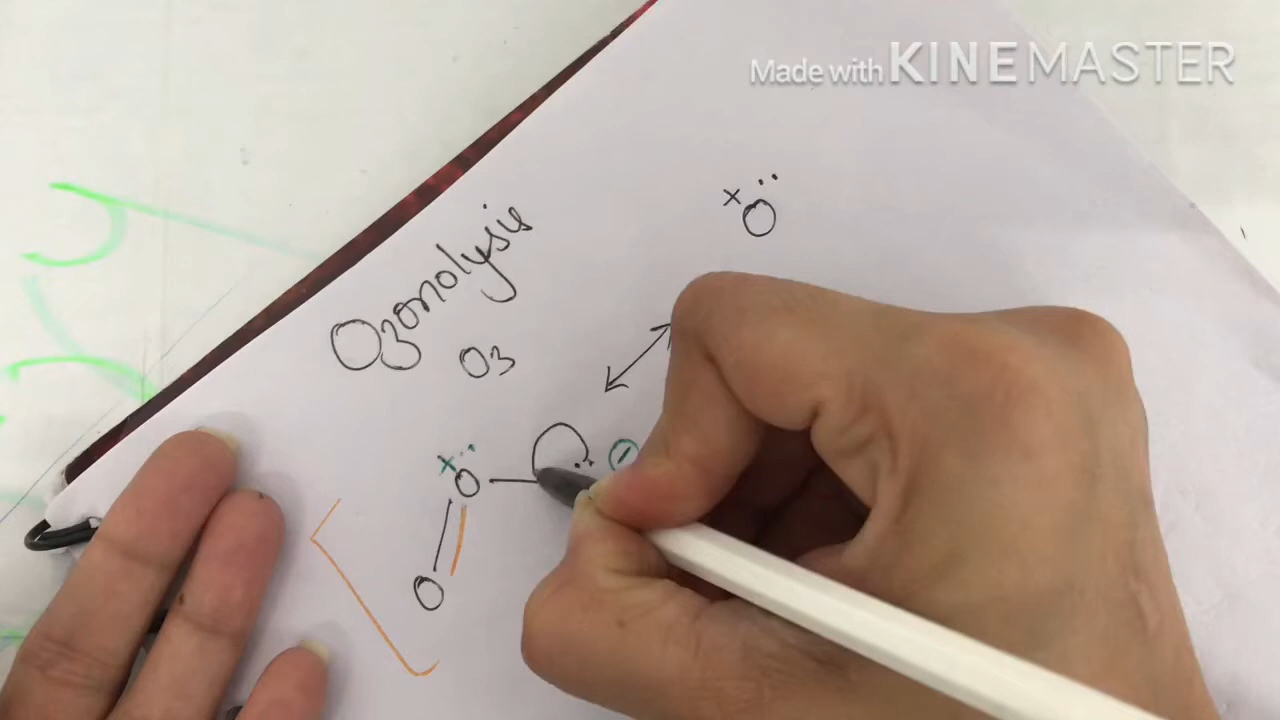 Made with KINEMASTER
+ ..
O
Ozonolysis
O3
+ ..
O
..
−
O